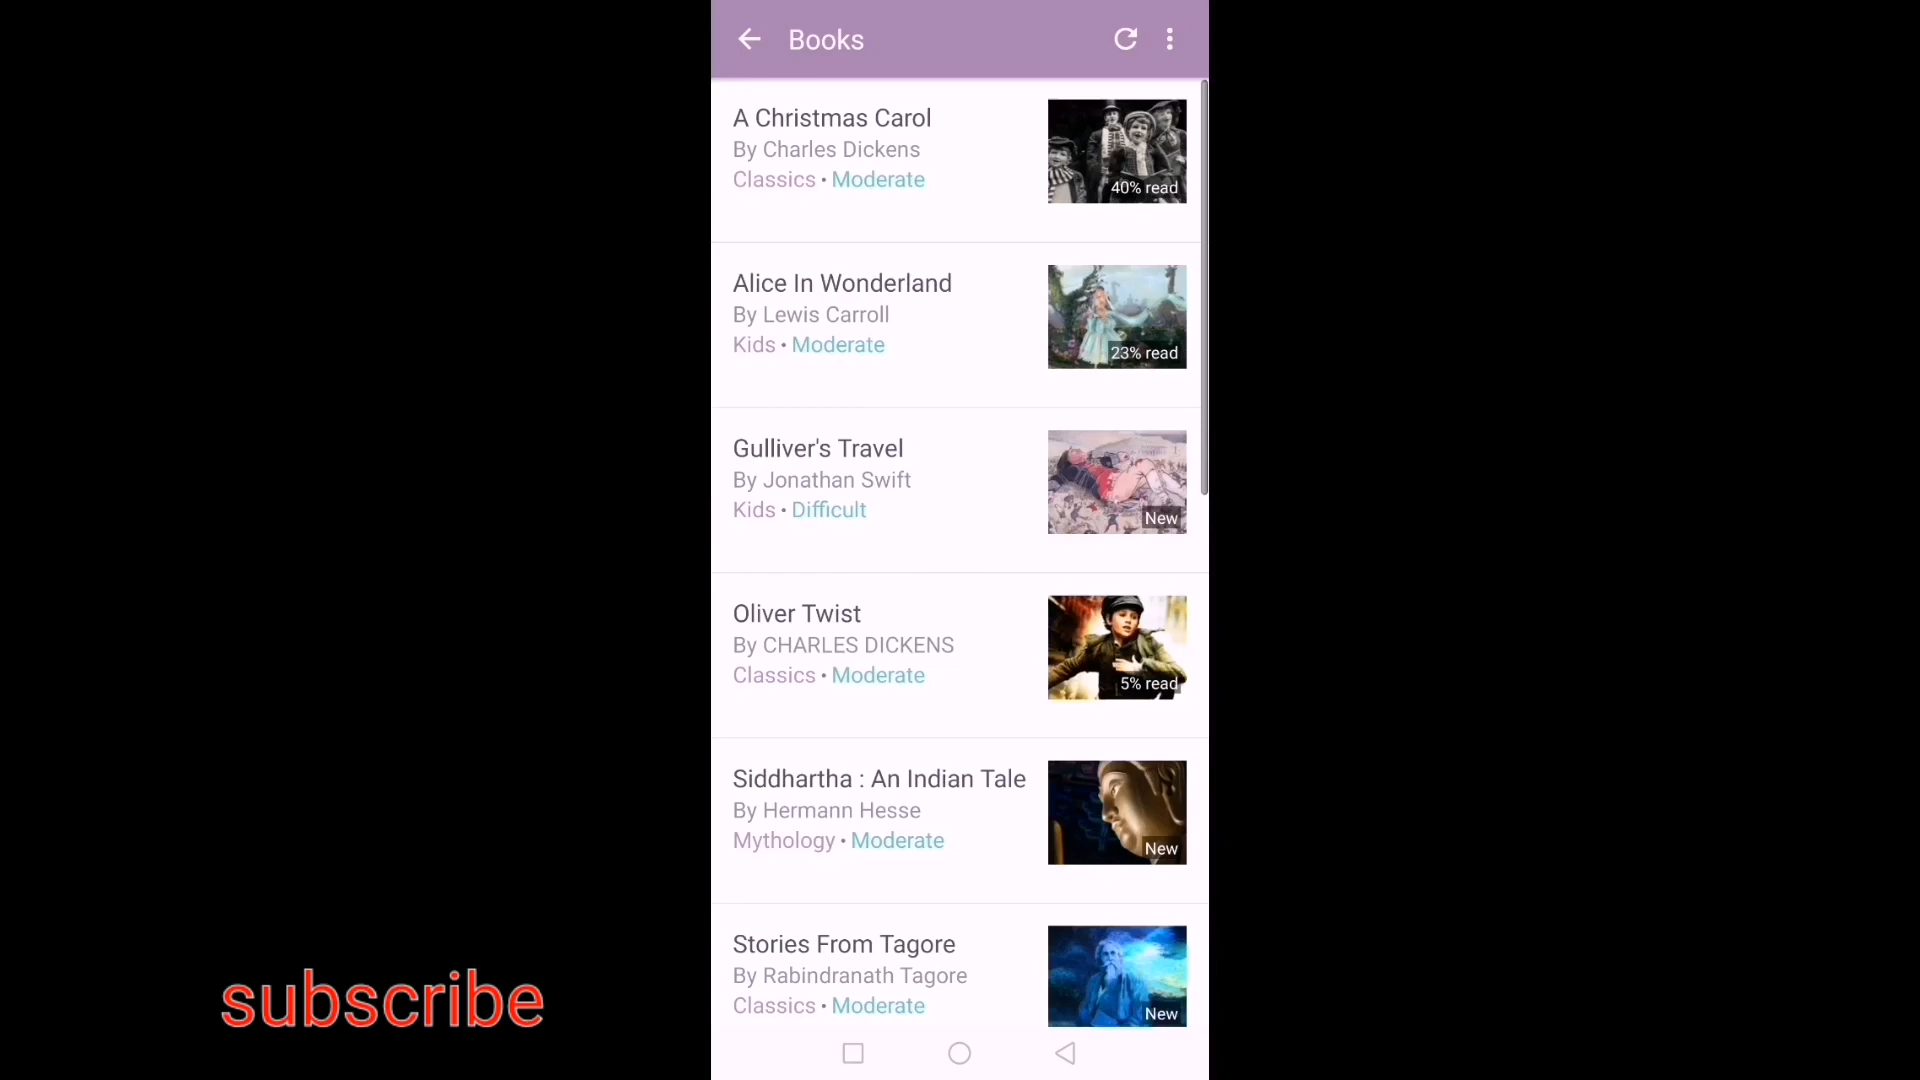 Books
A Christmas Carol
By Charles Dickens
Classics • Moderate
40% read
Alice In Wonderland
By Lewis Carroll
Kids • Moderate
23% read
Gulliver's Travel
By Jonathan Swift
Kids • Difficult
New
Oliver Twist
By CHARLES DICKENS
Classics • Moderate
5% read
Siddhartha : An Indian Tale
By Hermann Hesse
Mythology • Moderate
New
Stories From Tagore
By Rabindranath Tagore
Classics • Moderate
New
subscribe